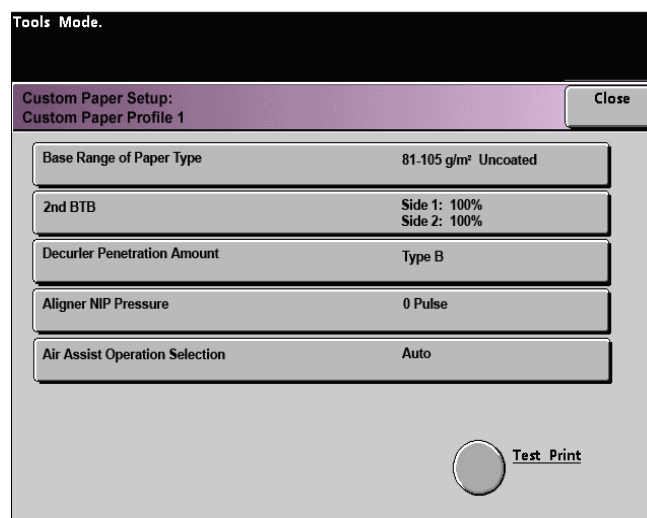 Tools Mode.
Custom Paper Setup:
Custom Paper Profile 1
Close
Base Range of Paper Type
81-105 g/m² Uncoated
2nd BTB
Side 1: 100%
Side 2: 100%
Decurler Penetration Amount
Type B
Aligner NIP Pressure
0 Pulse
Air Assist Operation Selection
Auto
Test Print